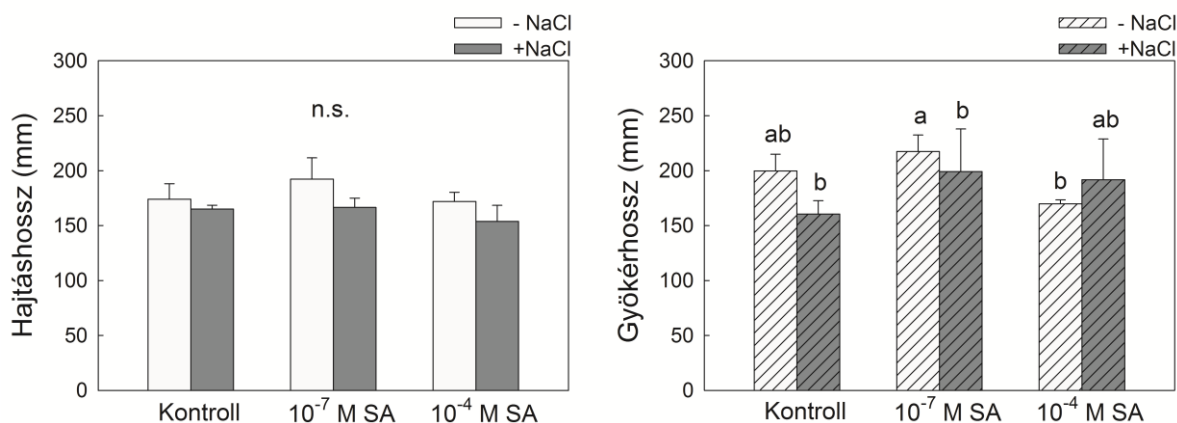 - NaCl
+NaCl
300
250
200
150
100
50
0
Hajtáshossz (mm)
n.s.
Kontroll 10⁻⁷ M SA 10⁻⁴ M SA
- NaCl
+NaCl
300
250
200
150
100
50
0
Gyökérhossz (mm)
ab b a b b ab
Kontroll 10⁻⁷ M SA 10⁻⁴ M SA